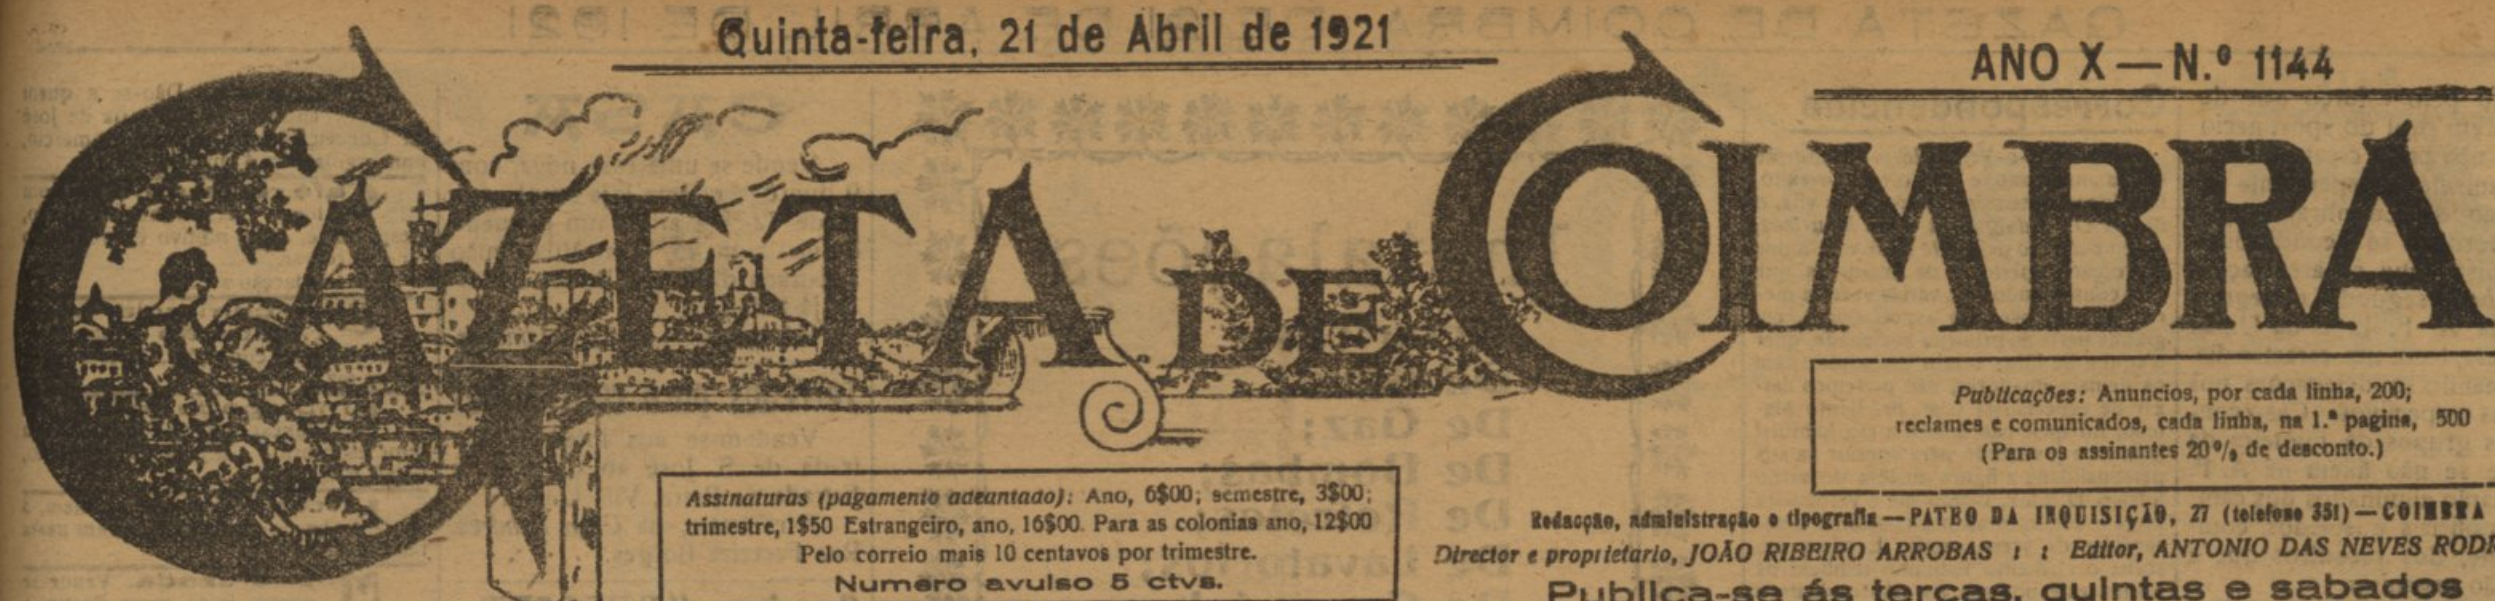 Quinta-feira, 21 de Abril de 1921
ANO X — N.º 1144
GAZETA DE COIMBRA
Publicações: Anuncios, por cada linha, 200;
reclames e comunicados, cada linha, na 1.ª pagina, 500
(Para os assinantes 20% de desconto.)
Assinaturas (pagamento adeantado): Ano, 6$00; semestre, 3$00;
trimestre, 1$50 Estrangeiro, ano, 16$00. Para as colonias ano, 12$00
Pelo correio mais 10 centavos por trimestre.
Numero avulso 5 ctvs.
Redacção, administração e tipografia — PATEO DA INQUISIÇÃO, 27 (telefone 351) — COIMBRA
Director e proprietario, JOÃO RIBEIRO ARROBAS : : Editor, ANTONIO DAS NEVES
Publica-se ás terças, quintas e sabados